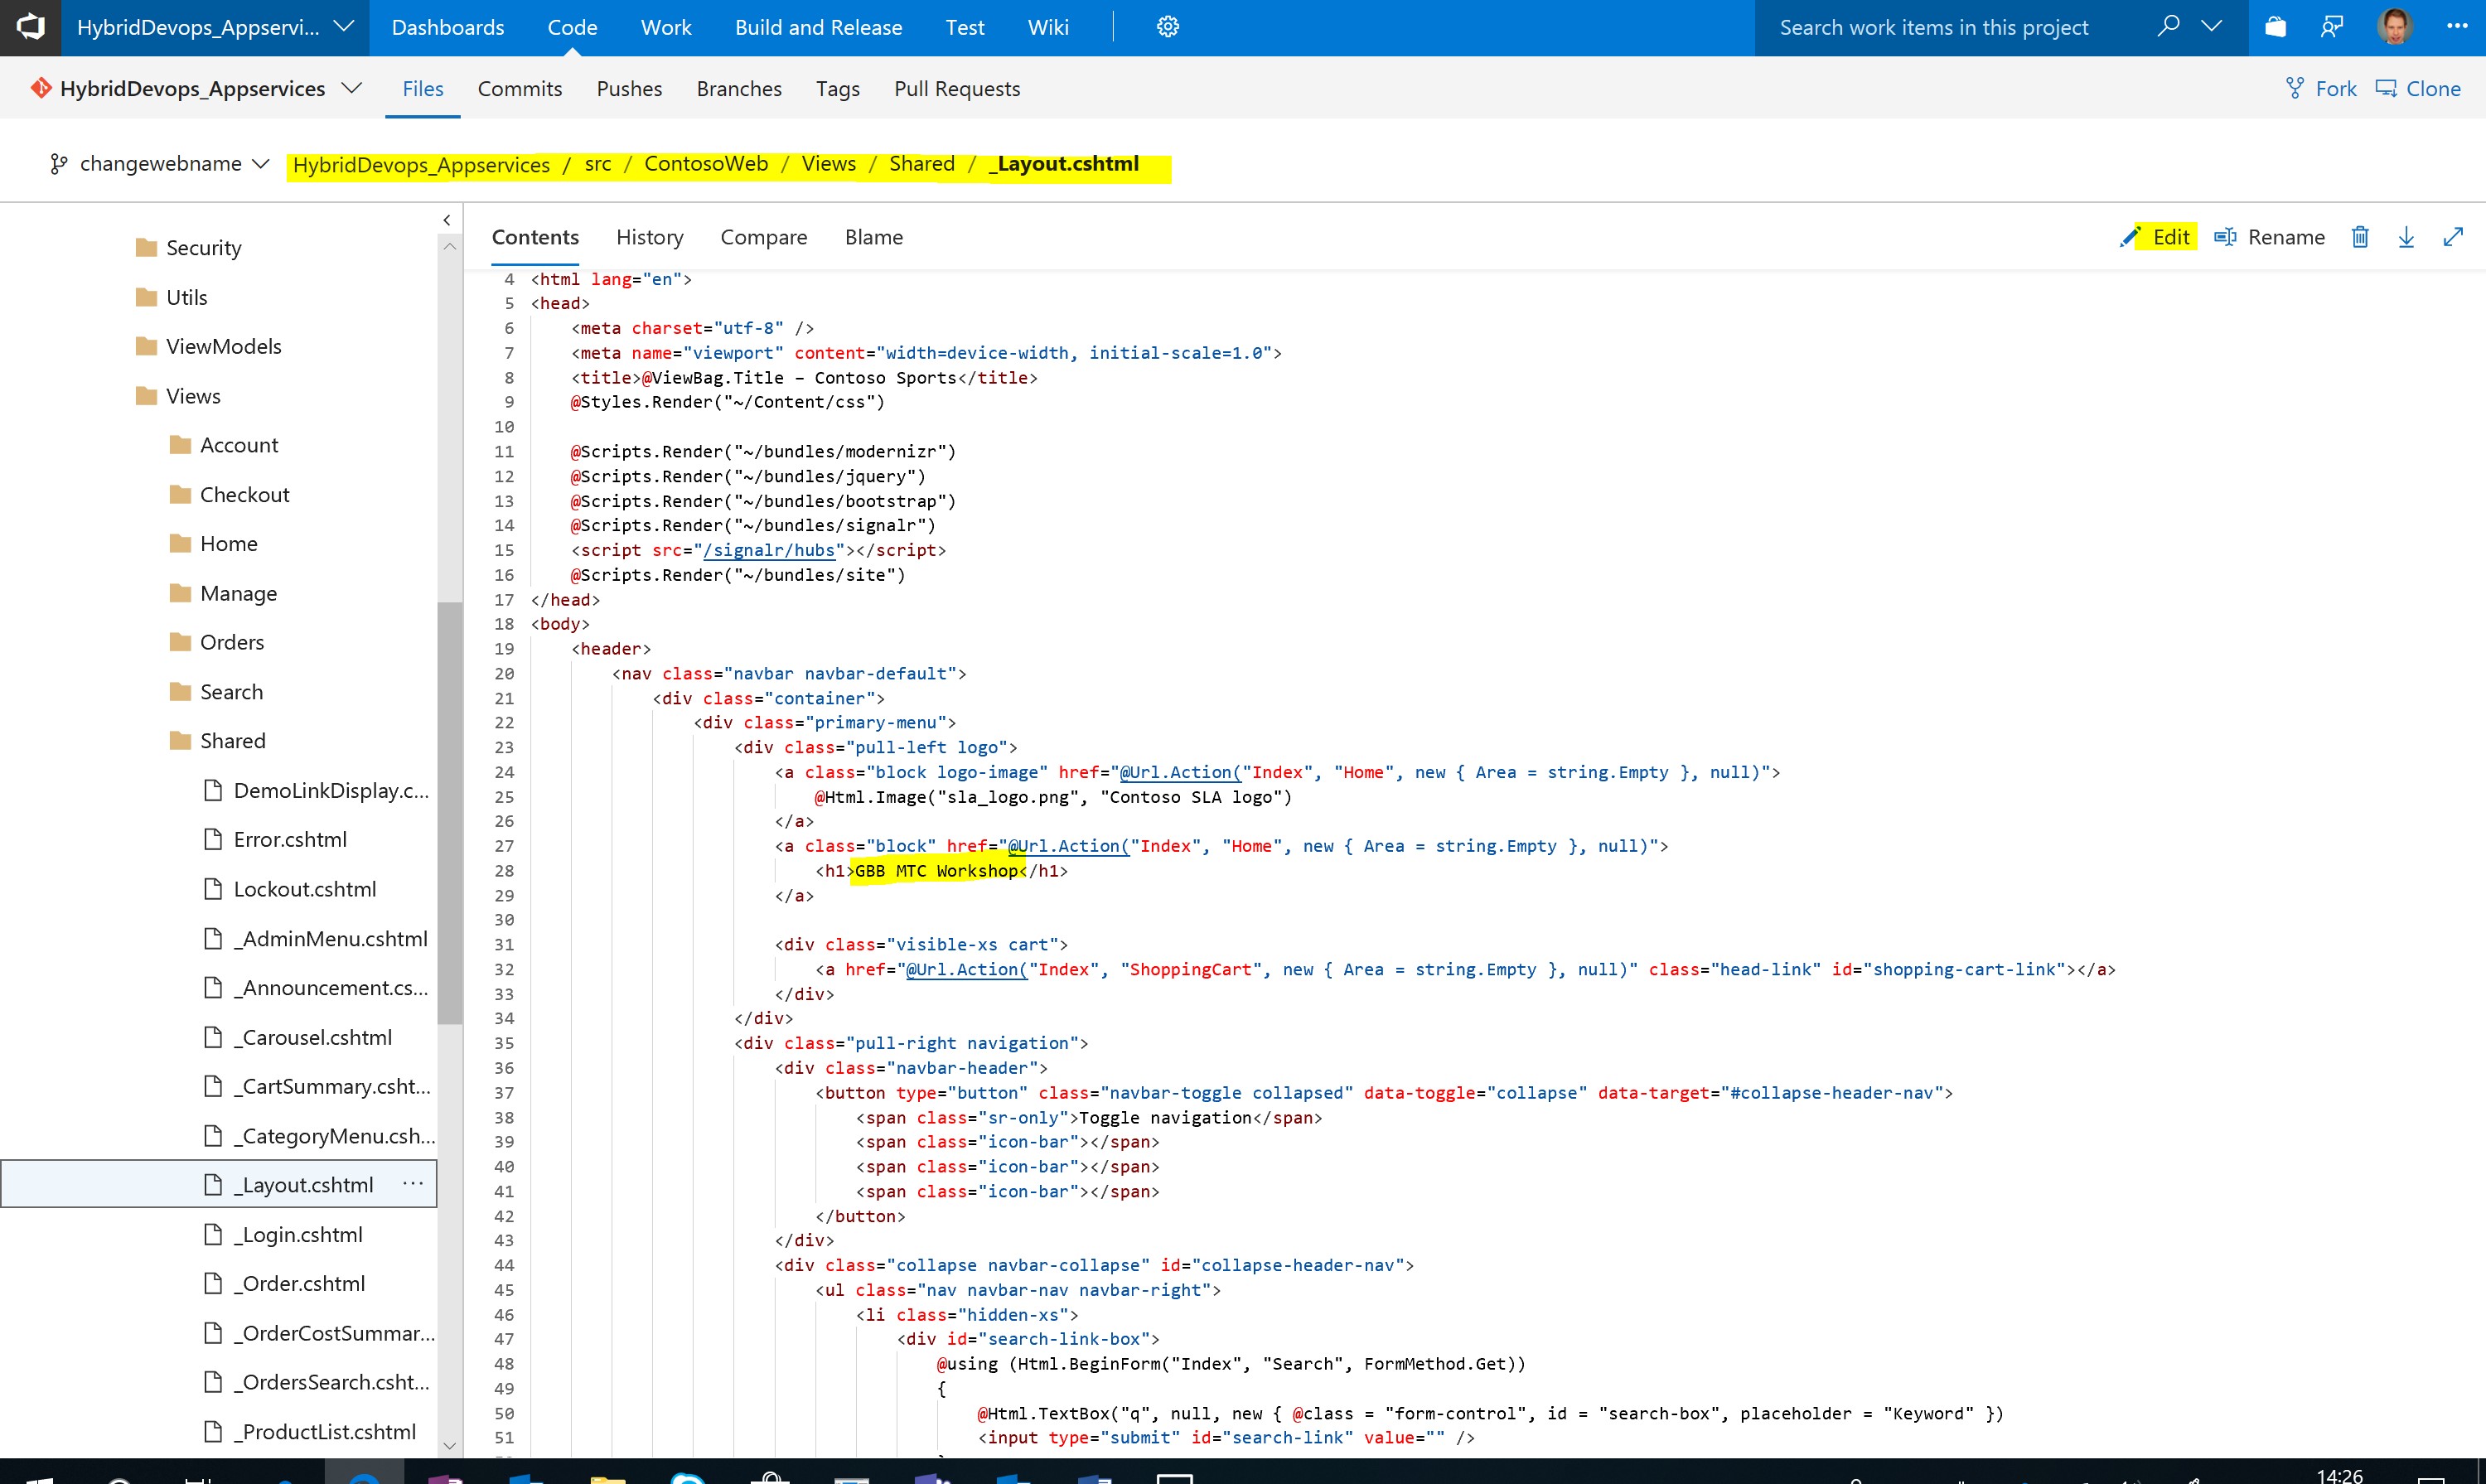 HybridDevops_Appservi...
Dashboards Code Work Build and Release Test Wiki
Search work items in this project
HybridDevops_Appservices
Files Commits Pushes Branches Tags Pull Requests
Fork Clone
changewebname HybridDevops_Appservices / src / ContosoWeb / Views / Shared / _Layout.cshtml
Security
Utils
ViewModels
Views
Account
Checkout
Home
Manage
Orders
Search
Shared
DemoLinkDisplay.c...
Error.cshtml
Lockout.cshtml
_AdminMenu.cshtml
_Announcement.cs...
_Carousel.cshtml
_CartSummary.csht...
_CategoryMenu.csh...
_Layout.cshtml ...
_Login.cshtml
_Order.cshtml
_OrderCostSummar...
_OrdersSearch.csht...
_ProductList.cshtml
Contents History Compare Blame
Edit Rename
4 <html lang="en">
5 <head>
6 <meta charset="utf-8" />
7 <meta name="viewport" content="width=device-width, initial-scale=1.0">
8 <title>@ViewBag.Title – Contoso Sports</title>
9 @Styles.Render("~/Content/css")
10
11 @Scripts.Render("~/bundles/modernizr")
12 @Scripts.Render("~/bundles/jquery")
13 @Scripts.Render("~/bundles/bootstrap")
14 @Scripts.Render("~/bundles/signalr")
15 <script src="/signalr/hubs"></script>
16 @Scripts.Render("~/bundles/site")
17 </head>
18 <body>
19 <header>
20 <nav class="navbar navbar-default">
21 <div class="container">
22 <div class="primary-menu">
23 <div class="pull-left logo">
24 <a class="block logo-image" href="@Url.Action("Index", "Home", new { Area = string.Empty }, null)">
25 @Html.Image("sla_logo.png", "Contoso SLA logo")
26 </a>
27 <a class="block" href="@Url.Action("Index", "Home", new { Area = string.Empty }, null)">
28 <h1>GBB MTC Workshop</h1>
29 </a>
30
31 <div class="visible-xs cart">
32 <a href="@Url.Action("Index", "ShoppingCart", new { Area = string.Empty }, null)" class="head-link" id="shopping-cart-link"></a>
33 </div>
34 </div>
35 <div class="pull-right navigation">
36 <div class="navbar-header">
37 <button type="button" class="navbar-toggle collapsed" data-toggle="collapse" data-target="#collapse-header-nav">
38 <span class="sr-only">Toggle navigation</span>
39 <span class="icon-bar"></span>
40 <span class="icon-bar"></span>
41 <span class="icon-bar"></span>
42 </button>
43 </div>
44 <div class="collapse navbar-collapse" id="collapse-header-nav">
45 <ul class="nav navbar-nav navbar-right">
46 <li class="hidden-xs">
47 <div id="search-link-box">
48 @using (Html.BeginForm("Index", "Search", FormMethod.Get))
49 {
50 @Html.TextBox("q", null, new { @class = "form-control", id = "search-box", placeholder = "Keyword" })
51 <input type="submit" id="search-link" value="" />
14:26